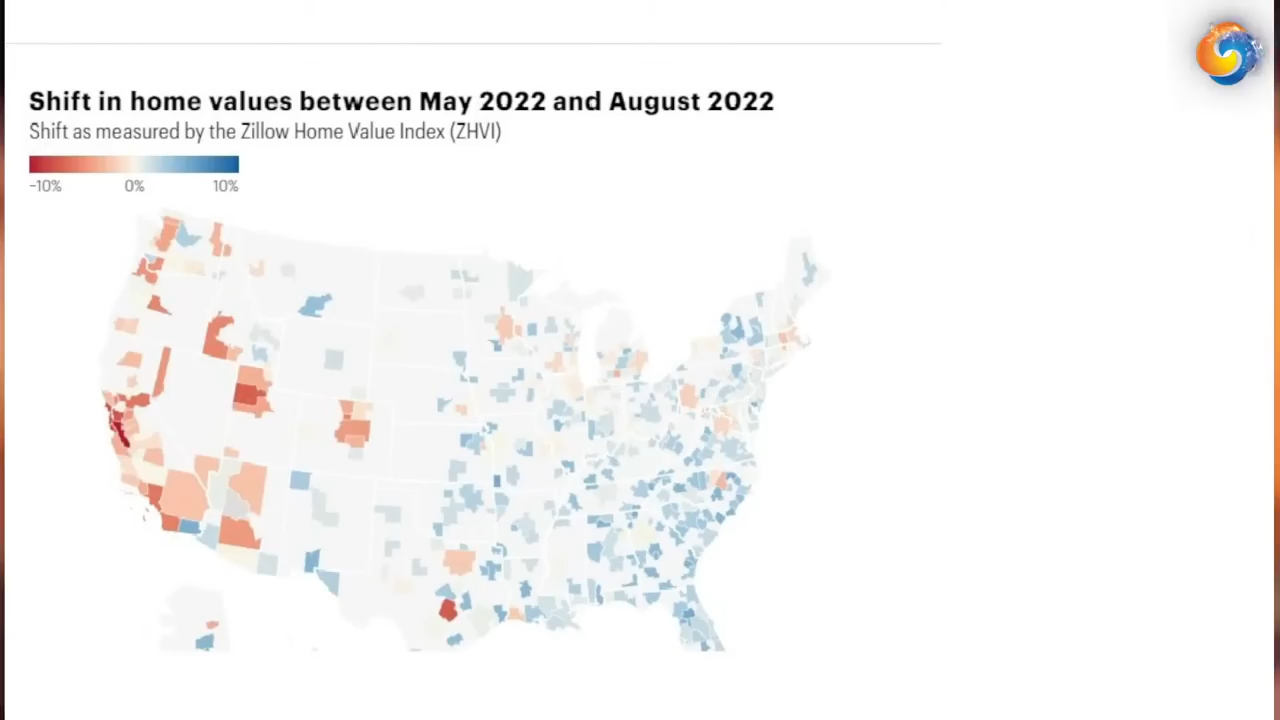 Shift in home values between May 2022 and August 2022
Shift as measured by the Zillow Home Value Index (ZHVI)
-10% 0% 10%